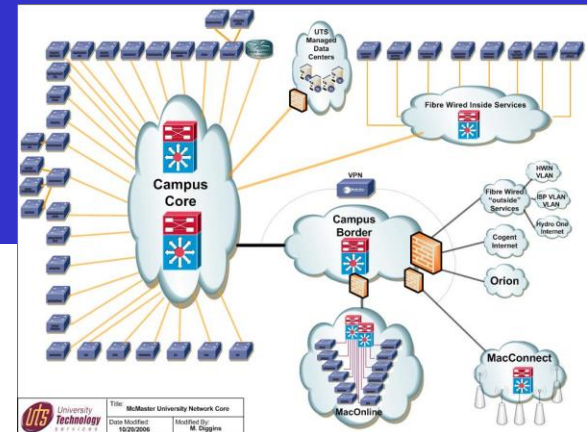 UTS
Managed
Data
Centers
Fibre Wired Inside Services
Campus
Core
VPN
Campus
Border
HWIN
VLAN
Fibre Wired
"outside"
Services
IBP VLAN
VLAN
Hydro One
Internet
Cogent
Internet
Orion
MacOnline
MacConnect
uts University
Technology
services
Title:
McMaster University Network Core
Date Modified:
10/20/2006
Modified By:
M. Diggins